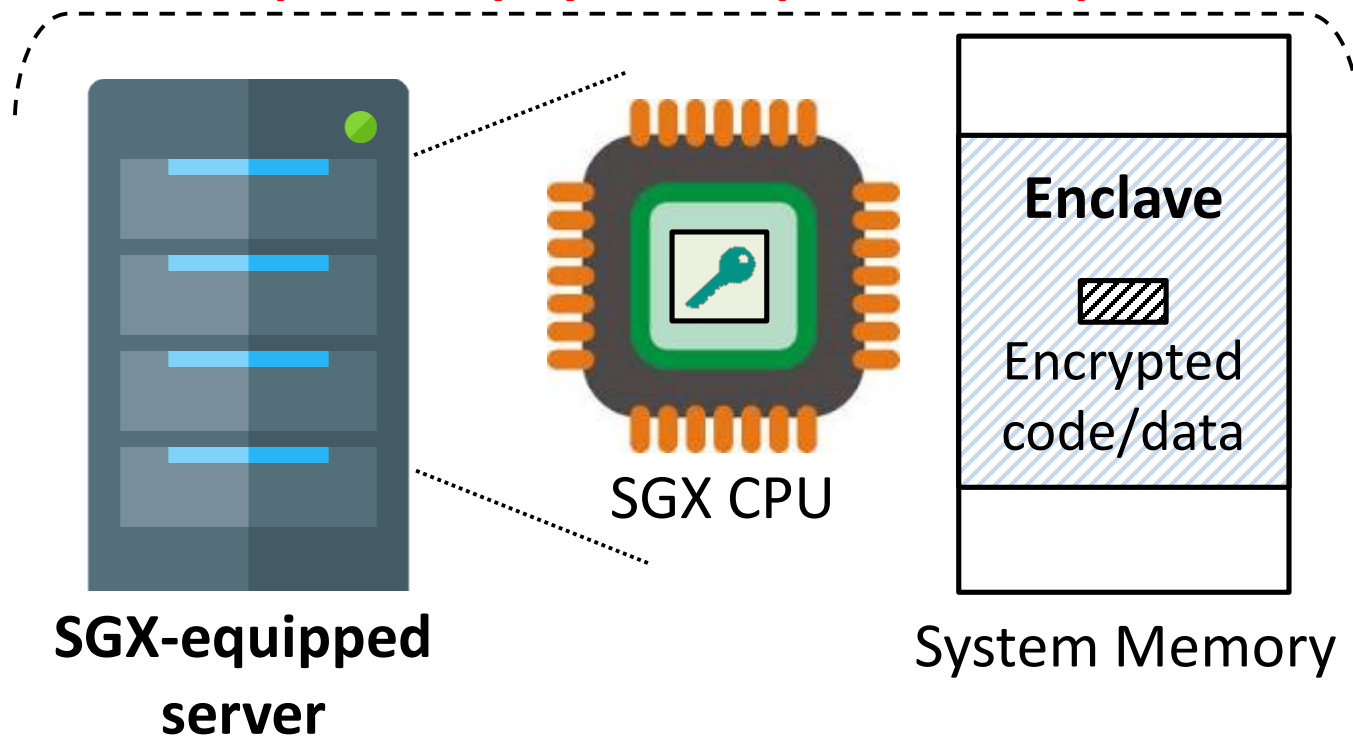 SGX-equipped
server
SGX CPU
Enclave
Encrypted
code/data
System Memory